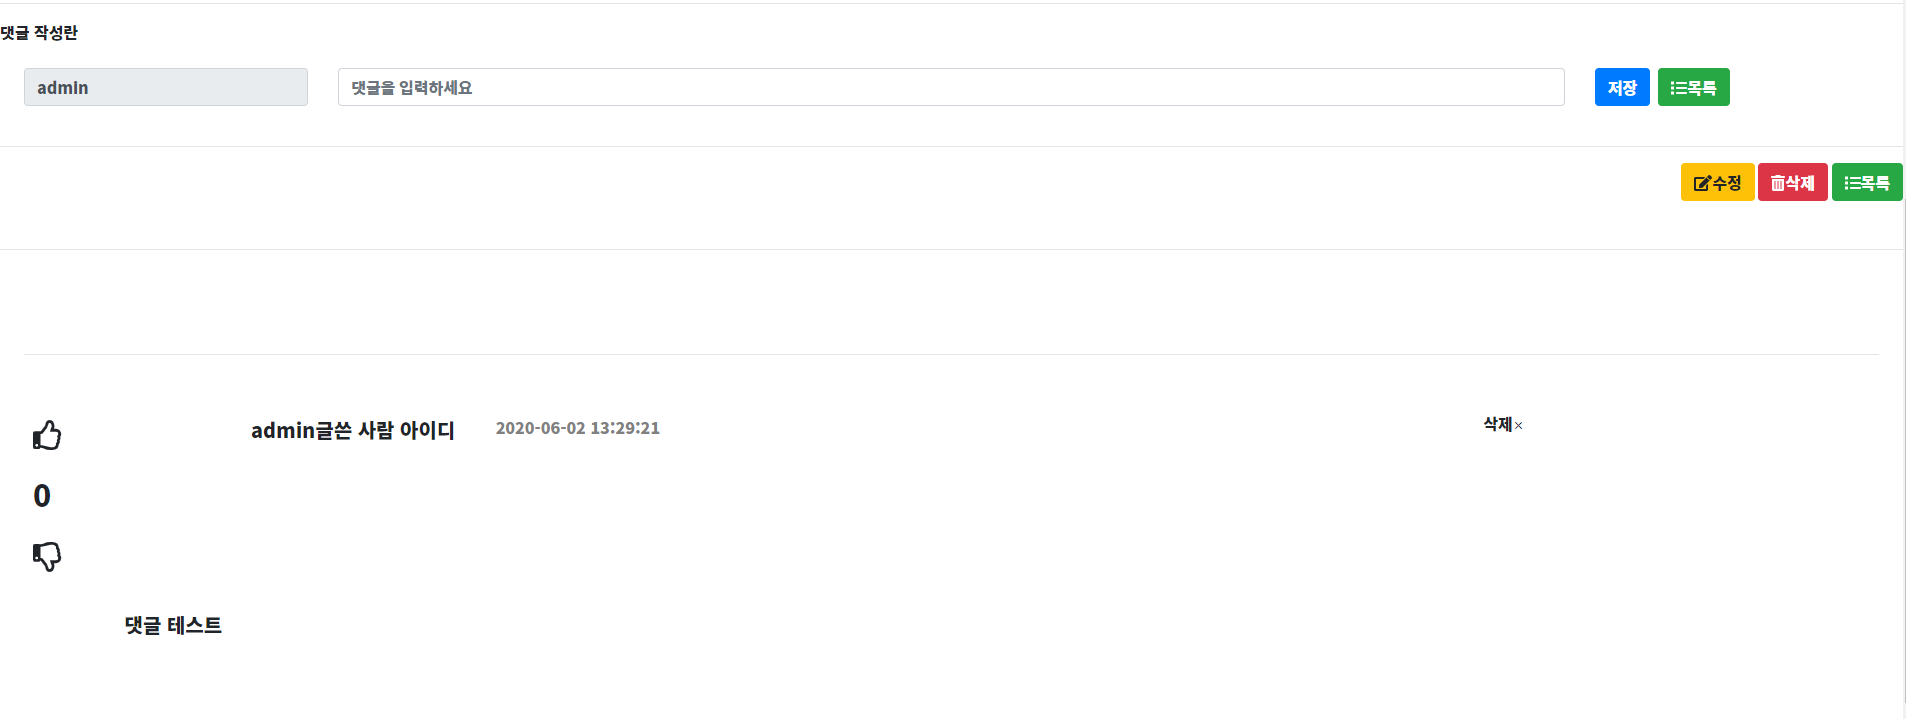 댓글 작성란
admin 댓글을 입력하세요 저장 목록
수정 삭제 목록
admin글쓴 사람 아이디 2020-06-02 13:29:21 삭제×
0
댓글 테스트